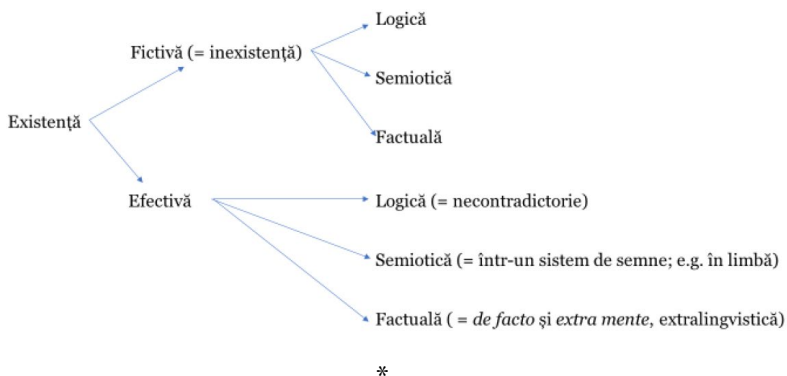 Logică
Fictivă (= inexistență)
Semiotică
Existență
Factuală
Efectivă
Logică (= necontradictorie)
Semiotică (= într-un sistem de semne; e.g. în limbă)
Factuală ( = de facto și extra mente, extralingvistică)
*